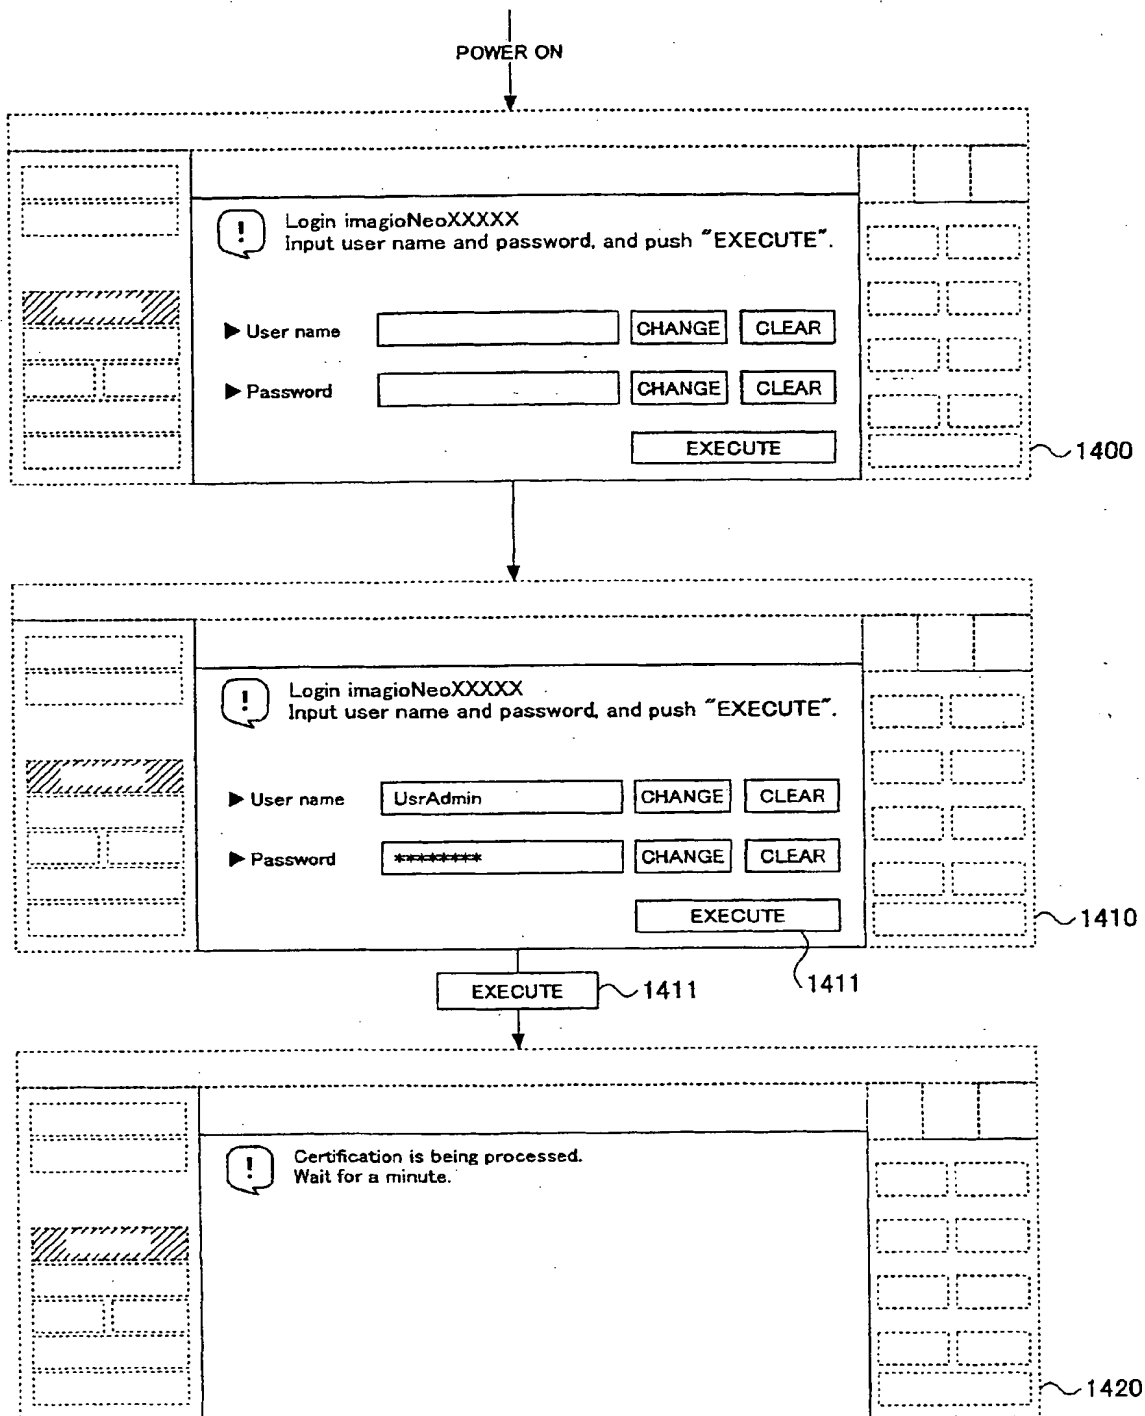 POWER ON
Login imagioNeoXXXXX
Input user name and password, and push "EXECUTE".
▶ User name CHANGE CLEAR
▶ Password CHANGE CLEAR
EXECUTE
1400
Login imagioNeoXXXXX
Input user name and password, and push "EXECUTE".
▶ User name UsrAdmin CHANGE CLEAR
▶ Password ******** CHANGE CLEAR
EXECUTE
1410
EXECUTE 1411 1411
Certification is being processed.
Wait for a minute.
1420